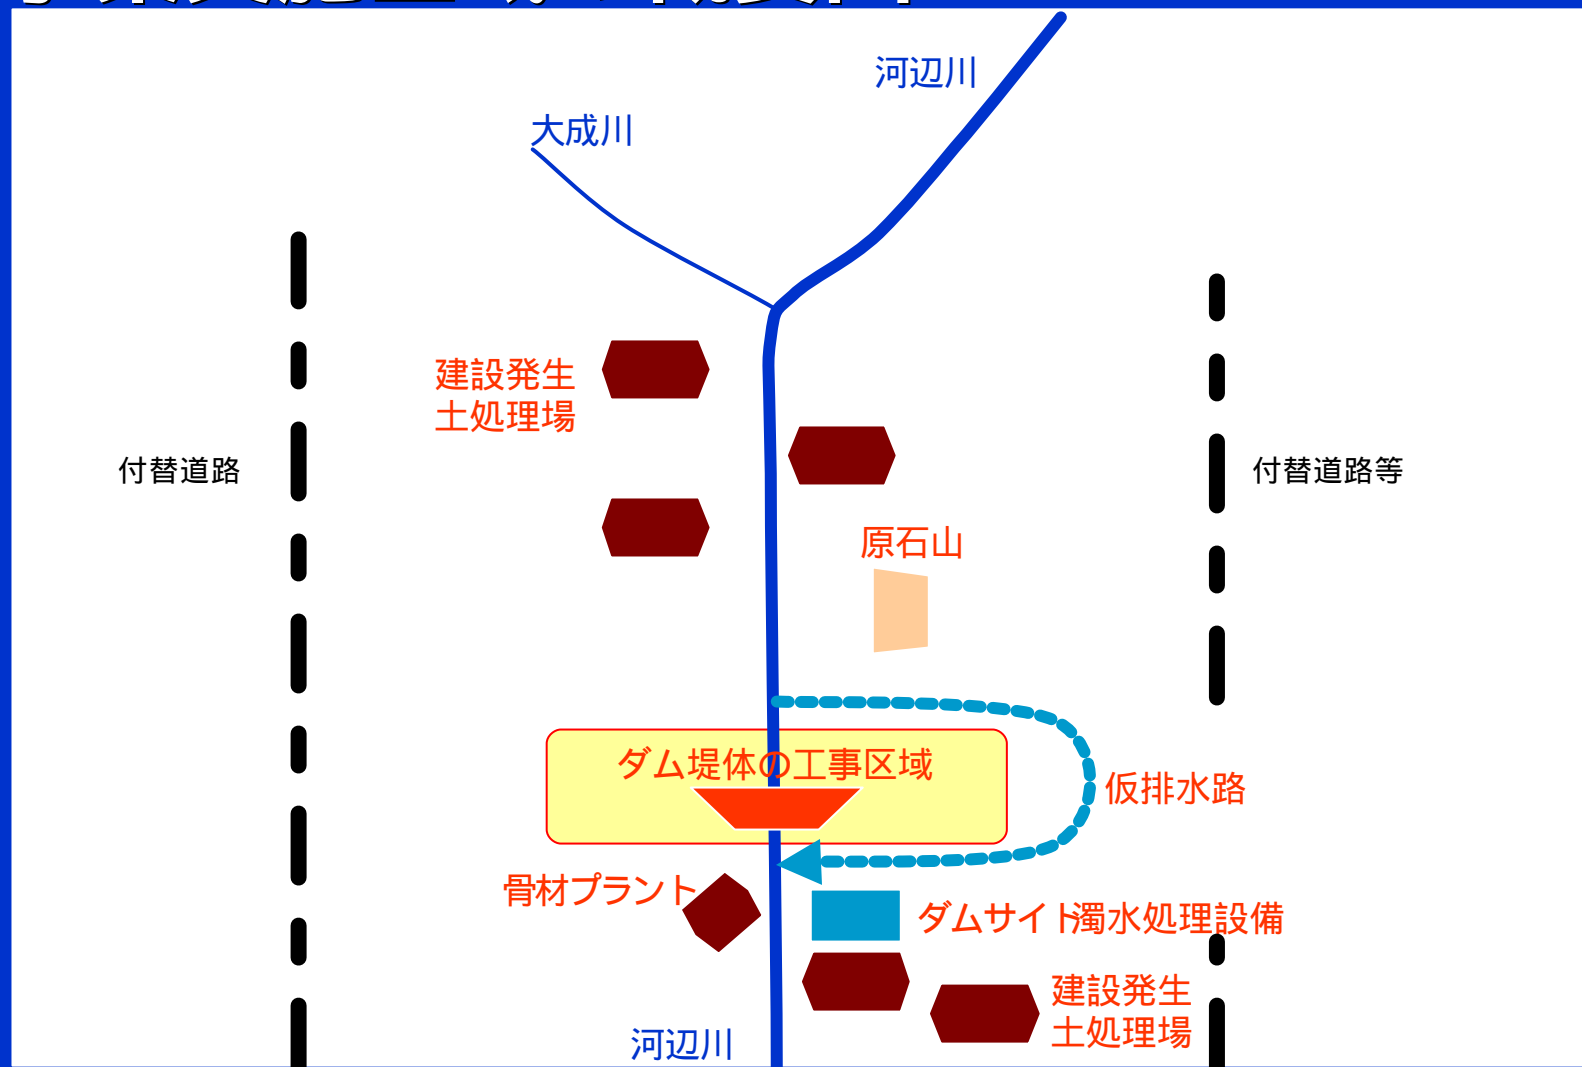 河辺川
大成川
建設発生
土処理場
付替道路
付替道路等
原石山
ダム堤体の工事区域
仮排水路
骨材プラント
ダムサイト濁水処理設備
建設発生
土処理場
河辺川